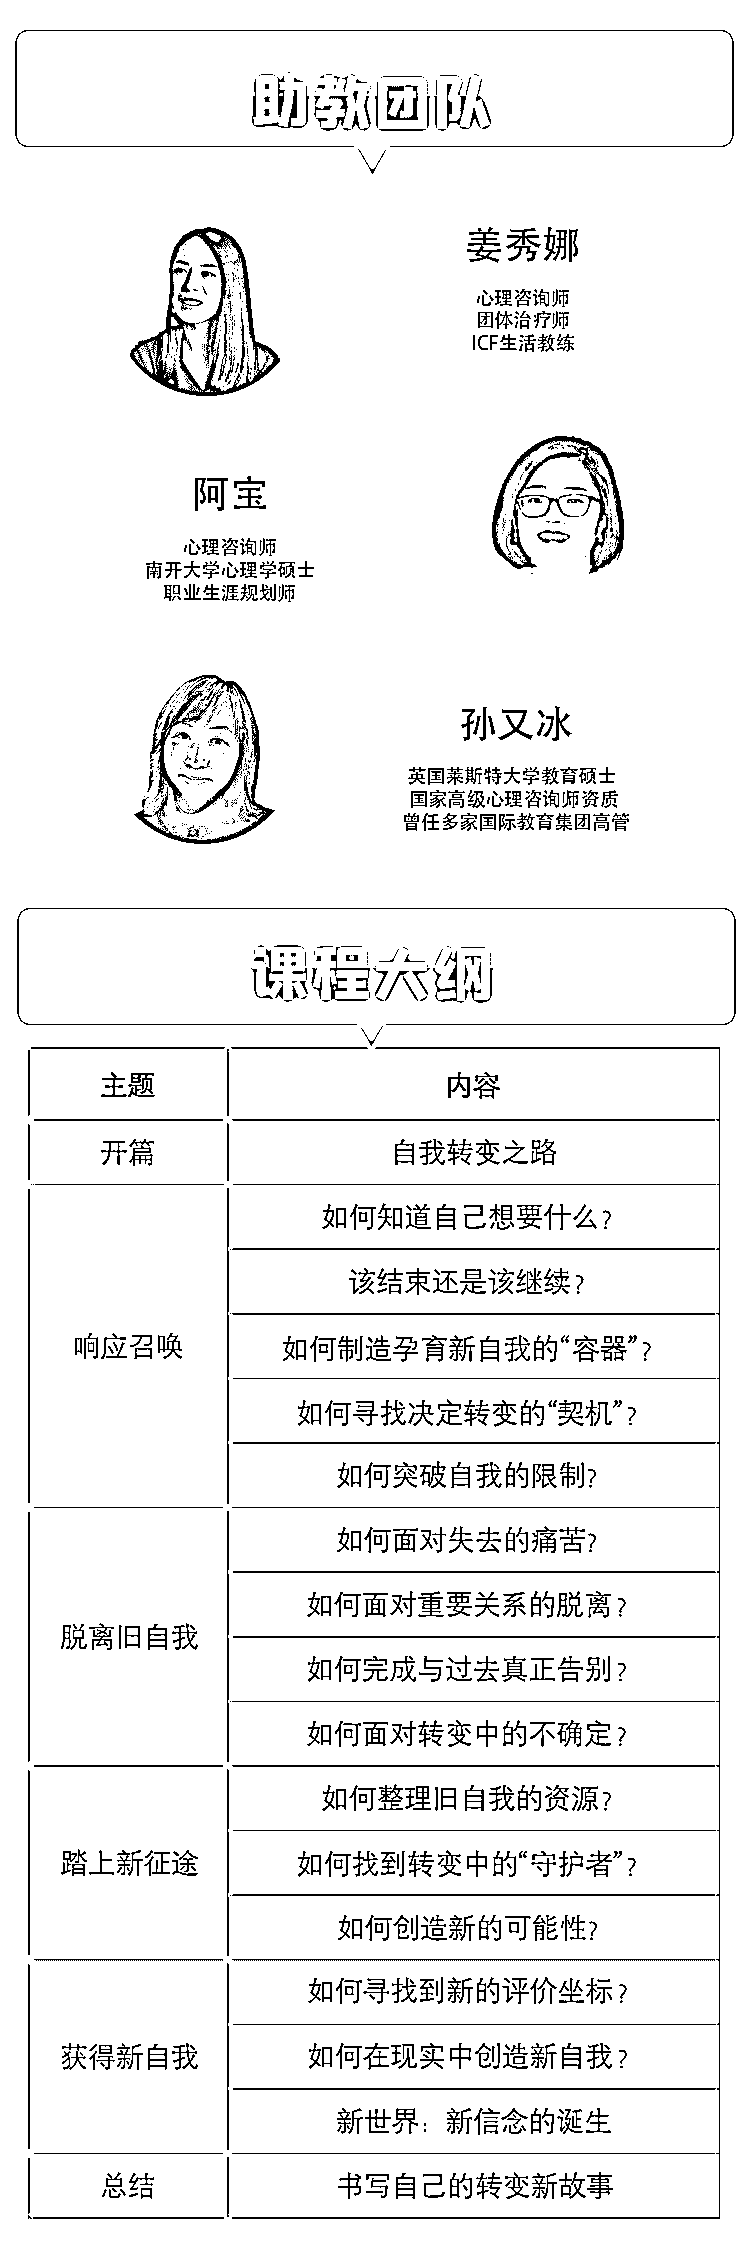 助教团队
姜秀娜
心理咨询师
团体治疗师
ICF生活教练
阿宝
心理咨询师
南开大学心理学硕士
职业生涯规划师
孙又冰
英国莱斯特大学教育硕士
国家高级心理咨询师资质
曾任多家国际教育集团高管
课程大纲
主题 内容
开篇 自我转变之路
响应召唤
如何知道自己想要什么？
该结束还是该继续？
如何制造孕育新自我的“容器”？
如何寻找决定转变的“契机”？
如何突破自我的限制?
脱离旧自我
如何面对失去的痛苦?
如何面对重要关系的脱离？
如何完成与过去真正告别？
如何面对转变中的不确定？
踏上新征途
如何整理旧自我的资源？
如何找到转变中的“守护者”？
如何创造新的可能性?
获得新自我
如何寻找到新的评价坐标？
如何在现实中创造新自我？
新世界：新信念的诞生
总结 书写自己的转变新故事